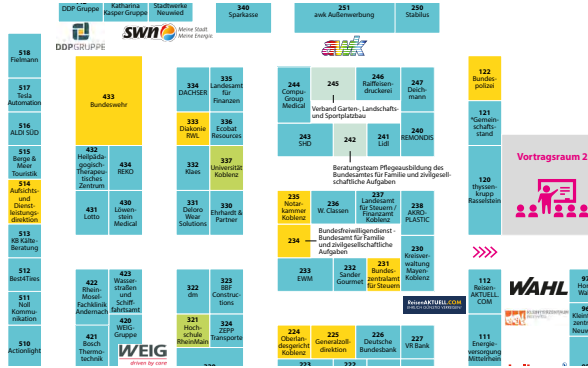 DDP Gruppe
Katharina
Kasper Gruppe
Stadtwerke
Neuwied
340
Sparkasse
251
awk Außenwerbung
250
Stabilus
DDPGRUPPE
SWN
Meine Stadt.
Meine Energie.
awk
518
Fielmann
517
Tesla
Automation
516
ALDI SÜD
515
Berge &
Meer
Touristik
514
Aufsichts-
und
Dienst-
leistungs-
direktion
513
KB Kälte-
Beratung
512
Best4Tires
511
Noll
Kommu-
nikation
510
Actionlight
433
Bundeswehr
432
Heilpäda-
gogisch-
Therapeu-
tisches
Zentrum
434
REKO
431
Lotto
430
Löwen-
stein
Medical
422
Rhein-
Mosel-
Fachklinik
Andernach
423
Wasser-
straßen
und
Schiff-
fahrtsamt
421
Bosch
Thermo-
technik
420
WEIG-
Gruppe
WEIG
driven by care
334
DACHSER
335
Landesamt
für
Finanzen
333
Diakonie
RWL
336
Ecobat
Resources
332
Klaes
337
Universität
Koblenz
331
Deloro
Wear
Solutions
330
Ehrhardt &
Partner
322
dm
323
BBF
Construc-
tions
321
Hoch-
schule
RheinMain
324
ZEPP
Transporte
244
Compu-
Group
Medical
245
246
Raiffeisen-
druckerei
247
Deich-
mann
Verband Garten-, Landschafts-
und Sportplatzbau
243
SHD
242
241
Lidl
240
REMONDIS
Beratungsteam Pflegeausbildung des
Bundesamtes für Familie und zivilgesell-
schaftliche Aufgaben
235
Notar-
kammer
Koblenz
236
W. Classen
237
Landesamt
für Steuern /
Finanzamt
Koblenz
238
AKRO-
PLASTIC
234
Bundesfreiwilligendienst -
Bundesamt für Familie
und zivilgesellschaftliche
Aufgaben
230
Kreisver-
waltung
Mayen-
Koblenz
233
EWM
232
Sander
Gourmet
231
Bundes-
zentralamt
für Steuern
ReisenAKTUELL.COM
224
Oberlan-
desgericht
Koblenz
225
Generalzoll-
direktion
226
Deutsche
Bundesbank
227
VR Bank
223
222
122
Bundes-
polizei
121
"Gemein-
schafts-
stand
120
thyssen-
krupp
Rasselstein
Vortragsraum 2
112
Reisen-
AKTUELL.
COM
111
Energie-
versorgung
Mittelrhein
WAHL